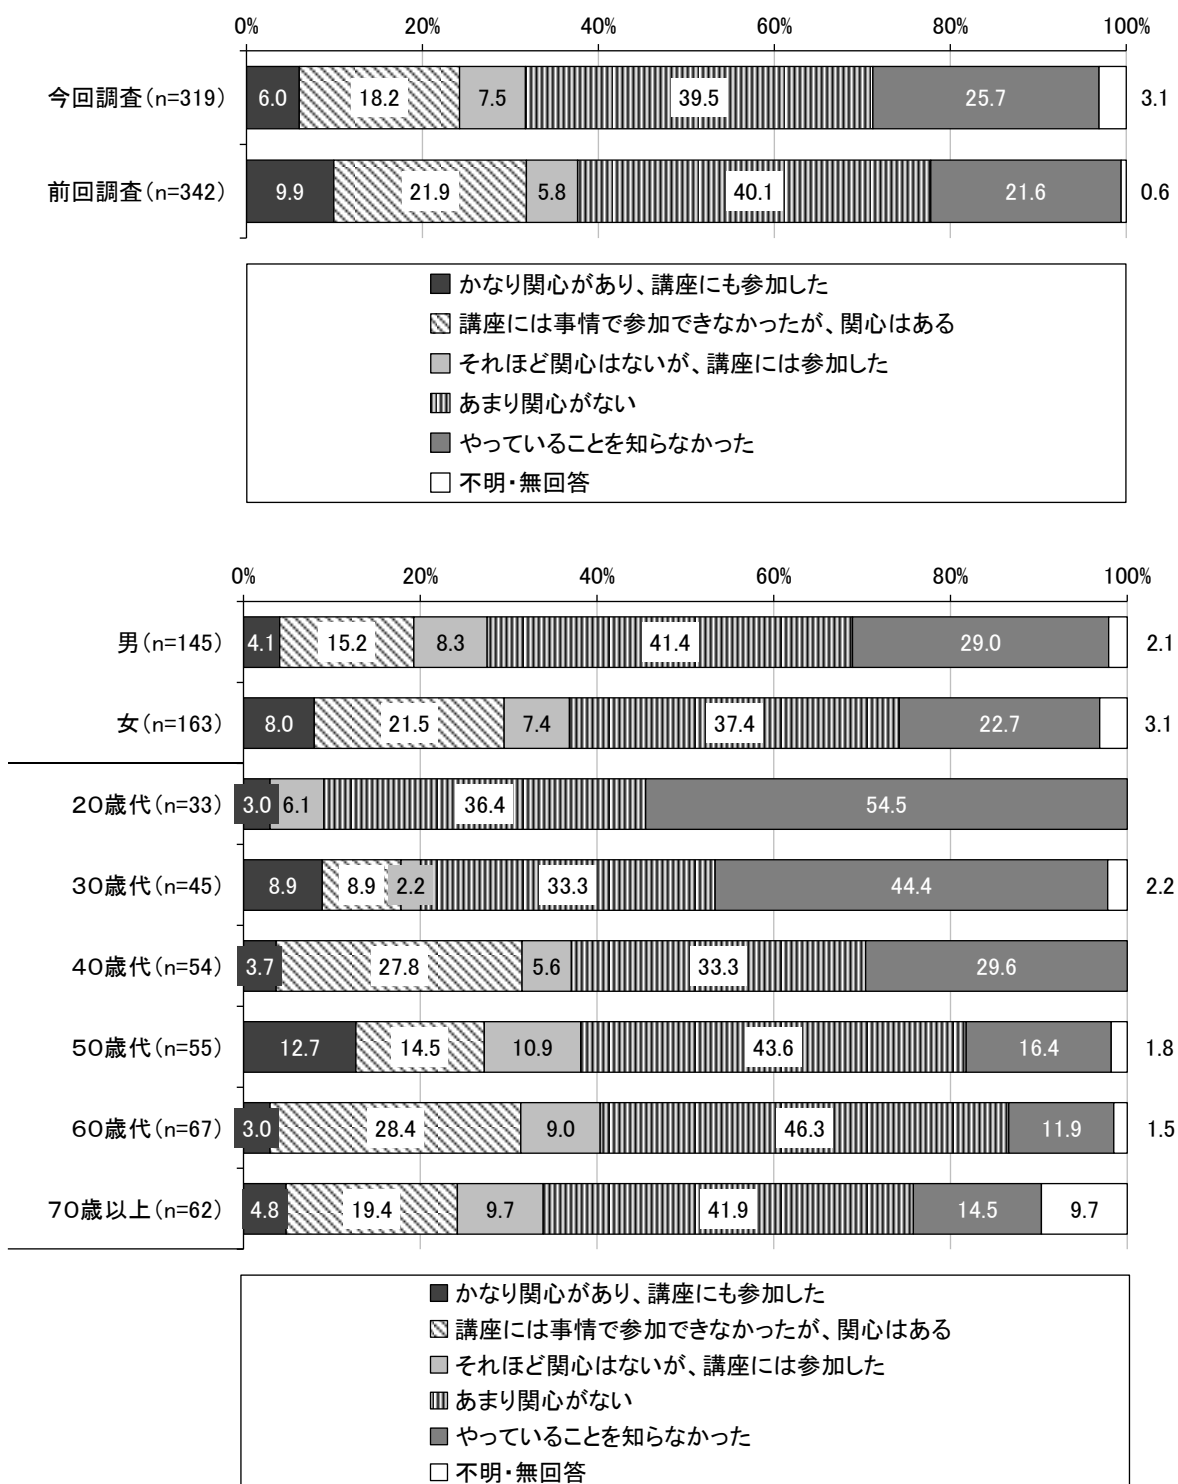 0% 20% 40% 60% 80% 100%
今回調査(n=319) 6.0 18.2 7.5 39.5 25.7 3.1
前回調査(n=342) 9.9 21.9 5.8 40.1 21.6 0.6
かなり関心があり、講座にも参加した
講座には事情で参加できなかったが、関心はある
それほど関心はないが、講座には参加した
あまり関心がない
やっていることを知らなかった
不明・無回答
0% 20% 40% 60% 80% 100%
男(n=145) 4.1 15.2 8.3 41.4 29.0 2.1
女(n=163) 8.0 21.5 7.4 37.4 22.7 3.1
20歳代(n=33) 3.0 6.1 36.4 54.5
30歳代(n=45) 8.9 8.9 2.2 33.3 44.4 2.2
40歳代(n=54) 3.7 27.8 5.6 33.3 29.6
50歳代(n=55) 12.7 14.5 10.9 43.6 16.4 1.8
60歳代(n=67) 3.0 28.4 9.0 46.3 11.9 1.5
70歳以上(n=62) 4.8 19.4 9.7 41.9 14.5 9.7
かなり関心があり、講座にも参加した
講座には事情で参加できなかったが、関心はある
それほど関心はないが、講座には参加した
あまり関心がない
やっていることを知らなかった
不明・無回答